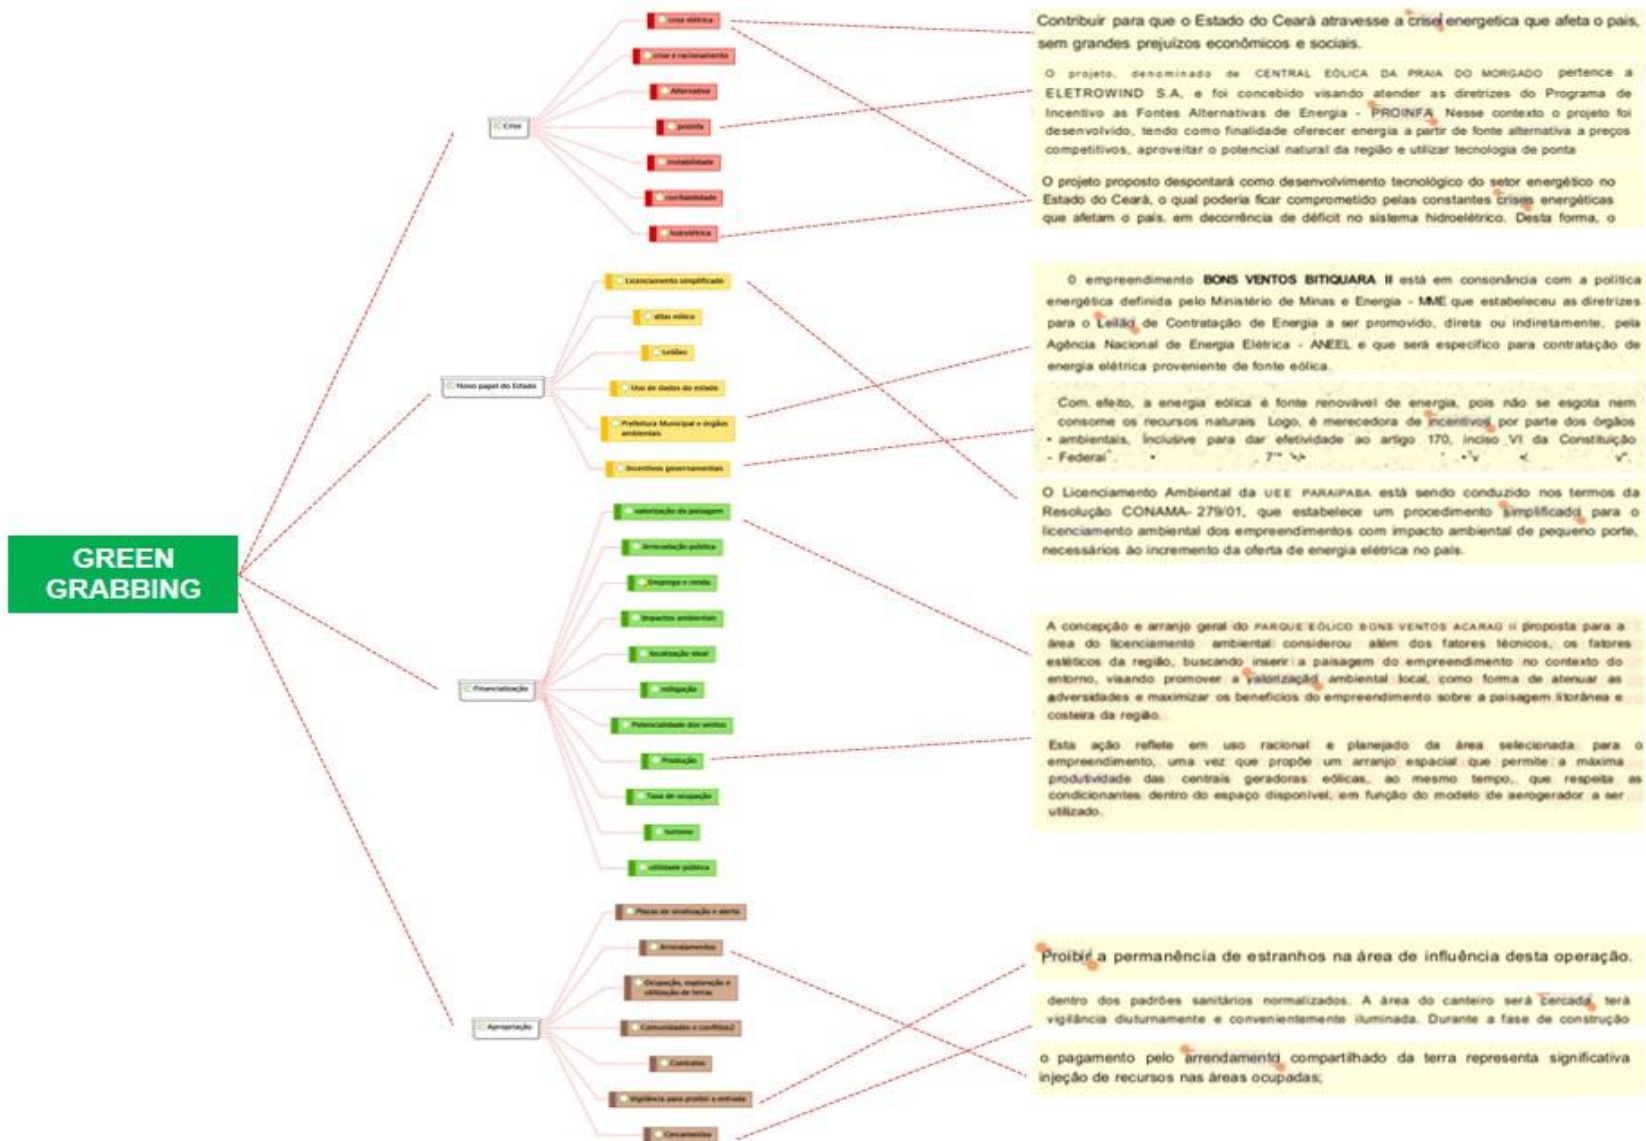 GREEN
GRABBING
Crise
crise elétrica
crise e racionamento
Alternativa
proinfa
instabilidade
confiabilidade
hidrelétrica
Novo papel do Estado
Licenciamento simplificado
atlas eólico
Leilões
Uso de dados do estado
Prefeitura Municipal e órgãos
ambientais
Incentivos governamentais
Financialização
valorização da paisagem
Arrecadação pública
Emprego e renda
Impactos ambientais
localização ideal
mitigação
Potencialidade dos ventos
Produção
Taxa de ocupação
turismo
utilidade pública
Apropriação
Placas de sinalização e alerta
Arrendamentos
Ocupação, exploração e
utilização de terras
Comunidades e conflitos2
Contratos
Vigilância para proibir a entrada
Cercamentos
Contribuir para que o Estado do Ceará atravesse a crise energetica que afeta o pais,
sem grandes prejuízos econômicos e sociais.
O projeto, denominado de CENTRAL EÓLICA DA PRAIA DO MORGADO pertence a
ELETROWIND S.A, e foi concebido visando atender as diretrizes do Programa de
Incentivo as Fontes Alternativas de Energia - PROINFA. Nesse contexto o projeto foi
desenvolvido, tendo como finalidade oferecer energia a partir de fonte alternativa a preços
competitivos, aproveitar o potencial natural da região e utilizar tecnologia de ponta
O projeto proposto despontará como desenvolvimento tecnológico do setor energético no
Estado do Ceará, o qual poderia ficar comprometido pelas constantes crises energéticas
que afetam o país, em decorrência de déficit no sistema hidroelétrico. Desta forma, o
O empreendimento BONS VENTOS BITIQUARA II está em consonância com a política
energética definida pelo Ministério de Minas e Energia - MME que estabeleceu as diretrizes
para o Leilão de Contratação de Energia a ser promovido, direta ou indiretamente, pela
Agência Nacional de Energia Elétrica - ANEEL e que será especifico para contratação de
energia elétrica proveniente de fonte eólica.
Com efeito, a energia eólica é fonte renovável de energia, pois não se esgota nem
consome os recursos naturais Logo, é merecedora de incentivos por parte dos órgãos
ambientais, Inclusive para dar efetividade ao artigo 170, inciso VI da Constituição
Federal
O Licenciamento Ambiental da UEE PARAIPABA está sendo conduzido nos termos da
Resolução CONAMA- 279/01, que estabelece um procedimento simplificado para o
licenciamento ambiental dos empreendimentos com impacto ambiental de pequeno porte,
necessários ão incremento da oferta de energia elétrica no país.
A concepção e arranjo geral do PARQUE EÓLICO BONS VENTOS ACARAÚ II proposta para a
área do licenciamento ambiental considerou além dos fatores técnicos, os fatores
estéticos da região, buscando inserir a paisagem do empreendimento no contexto do
entorno, visando promover a valorização ambiental local, como forma de atenuar as
adversidades e maximizar os benefícios do empreendimento sobre a paisagem litorânea e
costeira da região.
Esta ação reflete em uso racional e planejado da área selecionada para o
empreendimento, uma vez que propõe um arranjo espacial que permite a máxima
produtividade das centrais geradoras eólicas, ao mesmo tempo, que respeita as
condicionantes dentro do espaço disponível, em função do modelo de aerogerador a ser
utilizado.
Proibir a permanência de estranhos na área de influência desta operação.
dentro dos padrões sanitários normalizados. A área do canteiro será cercada, terá
vigilância diuturnamente e convenientemente iluminada. Durante a fase de construção
o pagamento pelo arrendamento compartilhado da terra representa significativa
injeção de recursos nas áreas ocupadas;